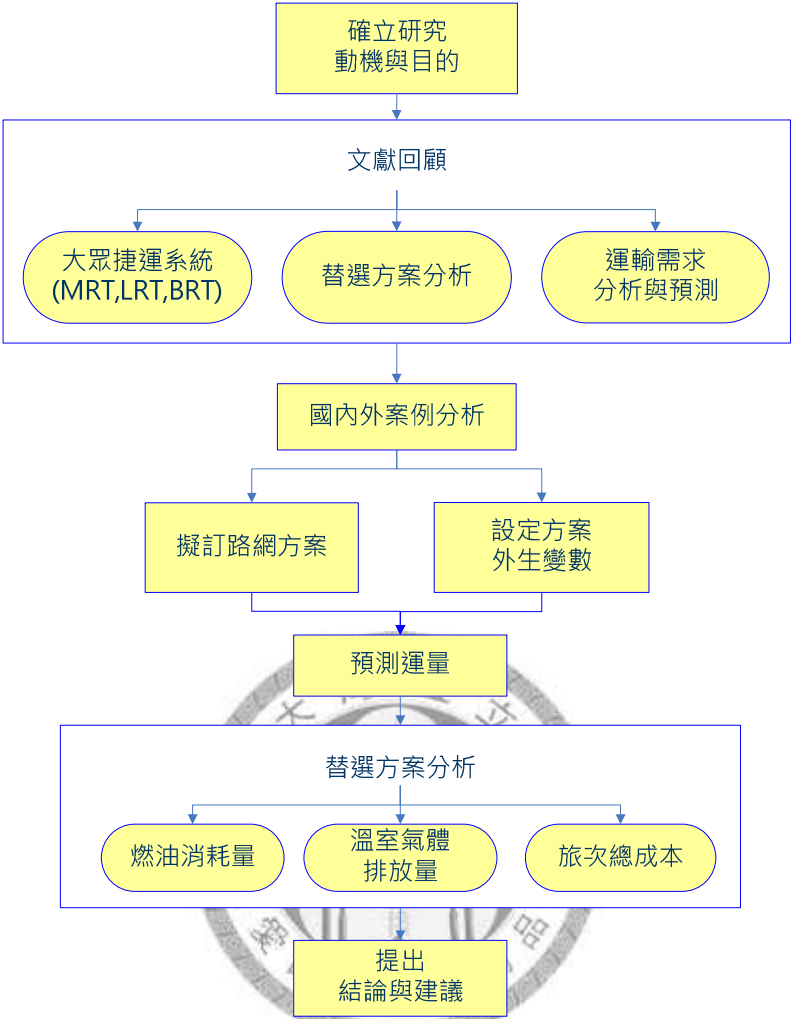 確立研究
動機與目的
文獻回顧
大眾捷運系統
(MRT,LRT,BRT)
替選方案分析
運輸需求
分析與預測
國內外案例分析
擬訂路網方案
設定方案
外生變數
預測運量
替選方案分析
燃油消耗量
溫室氣體
排放量
旅次總成本
提出
結論與建議